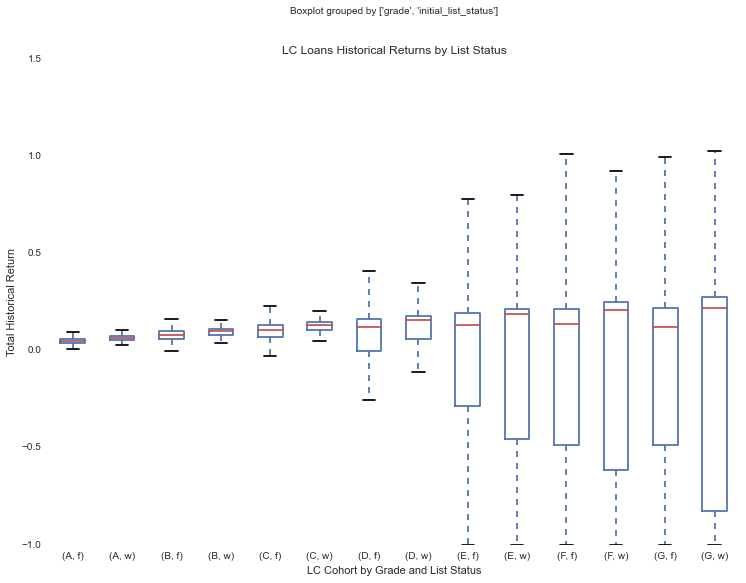 Boxplot grouped by ['grade', 'initial_list_status']
LC Loans Historical Returns by List Status
1.5
1.0
0.5
0.0
−0.5
−1.0
Total Historical Return
(A, f) (A, w) (B, f) (B, w) (C, f) (C, w) (D, f) (D, w) (E, f) (E, w) (F, f) (F, w) (G, f) (G, w)
LC Cohort by Grade and List Status